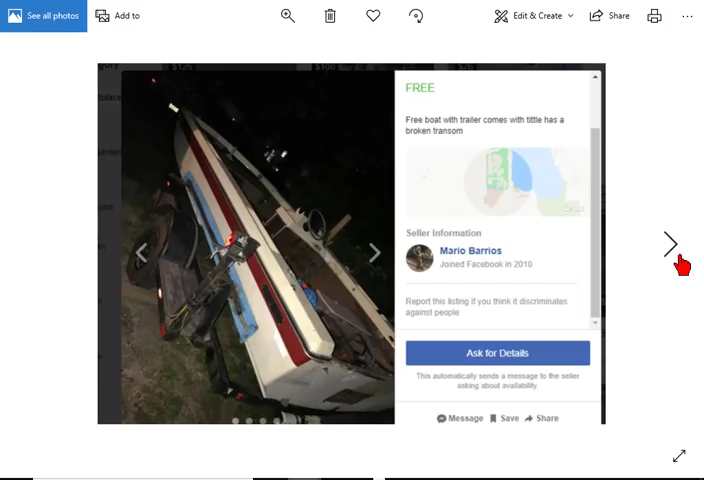 See all photos
Add to
Edit & Create
Share
$125
$100
FREE
Free boat with trailer comes with tittle has a
broken transom
Seller Information
Mario Barrios
Joined Facebook in 2010
Report this listing if you think it discriminates
against people
Ask for Details
This automatically sends a message to the seller
asking about availability.
Message Save Share